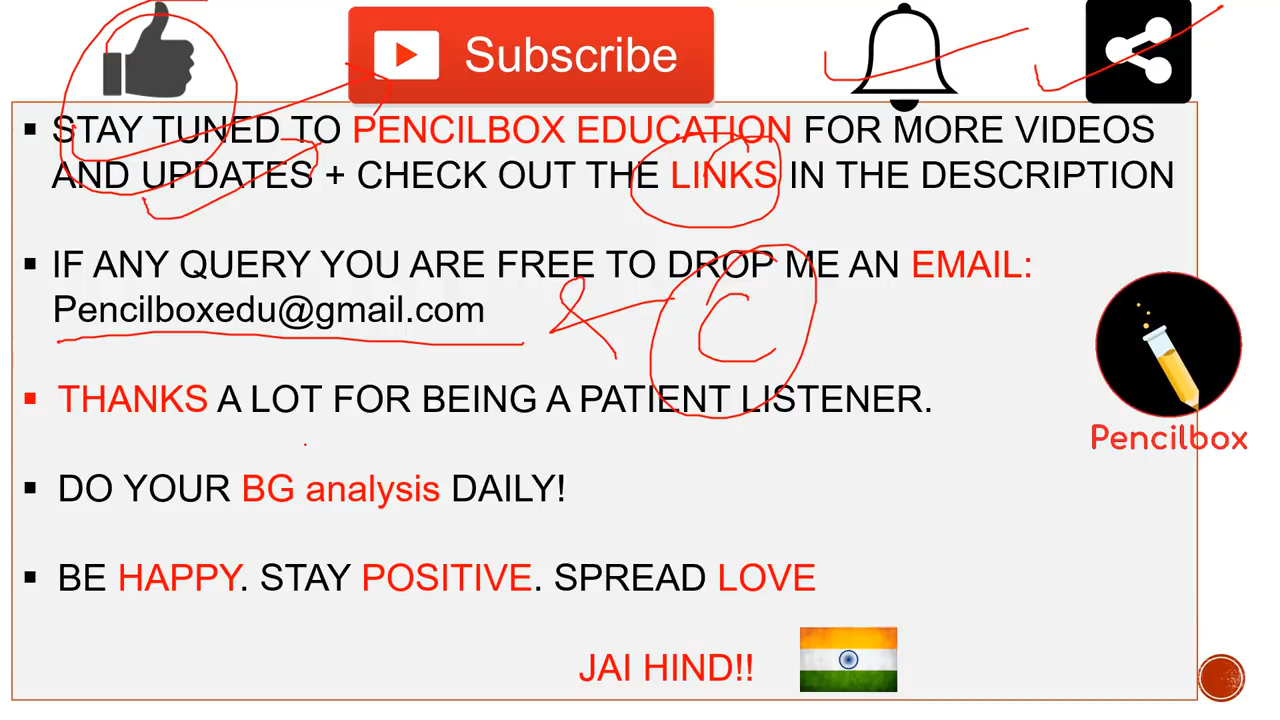 Subscribe
STAY TUNED TO PENCILBOX EDUCATION FOR MORE VIDEOS
AND UPDATES + CHECK OUT THE LINKS IN THE DESCRIPTION
IF ANY QUERY YOU ARE FREE TO DROP ME AN EMAIL:
Pencilboxedu@gmail.com
& C
THANKS A LOT FOR BEING A PATIENT LISTENER.
Pencilbox
DO YOUR BG analysis DAILY!
BE HAPPY. STAY POSITIVE. SPREAD LOVE
JAI HIND!!